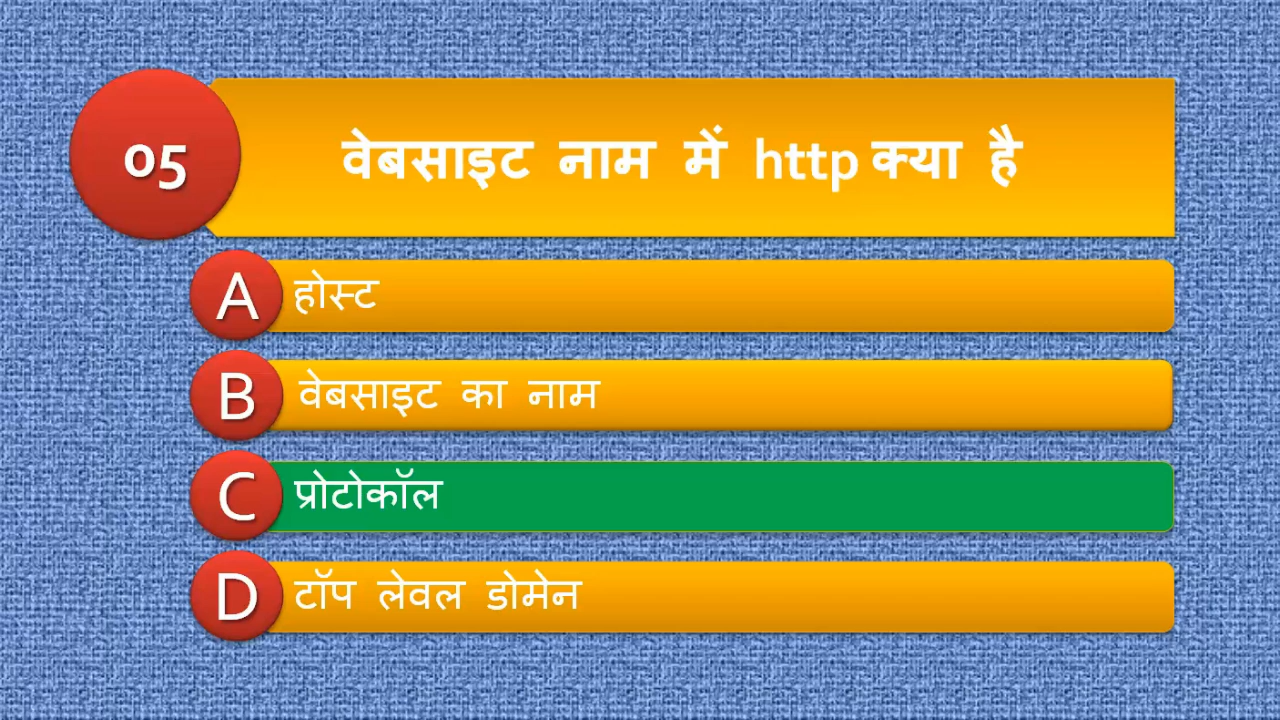 05
वेबसाइट नाम में http क्या है
A होस्ट
B वेबसाइट का नाम
C प्रोटोकॉल
D टॉप लेवल डोमेन